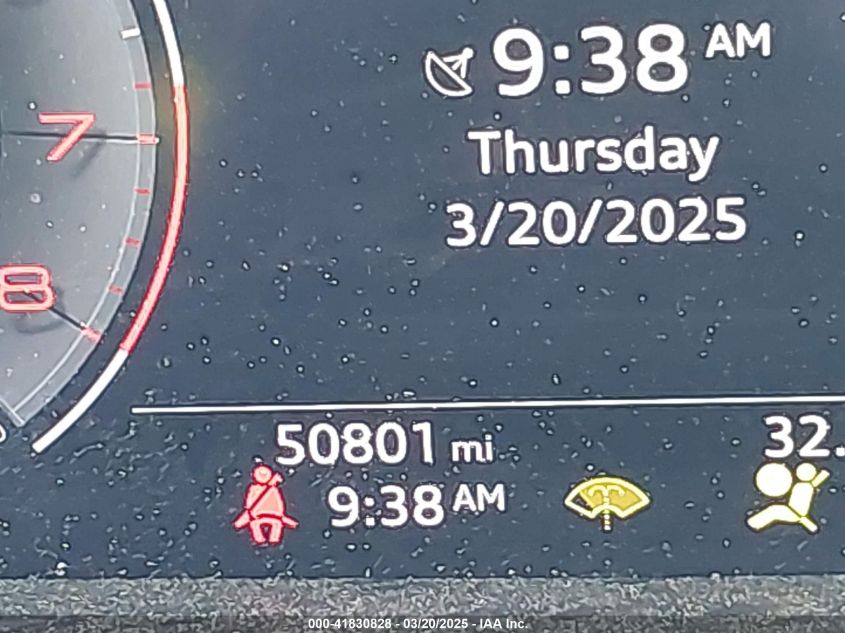 7
8
9:38 AM
Thursday
3/20/2025
50801 mi
32.
9:38 AM
000-41830828 - 03/20/2025 - IAA Inc.